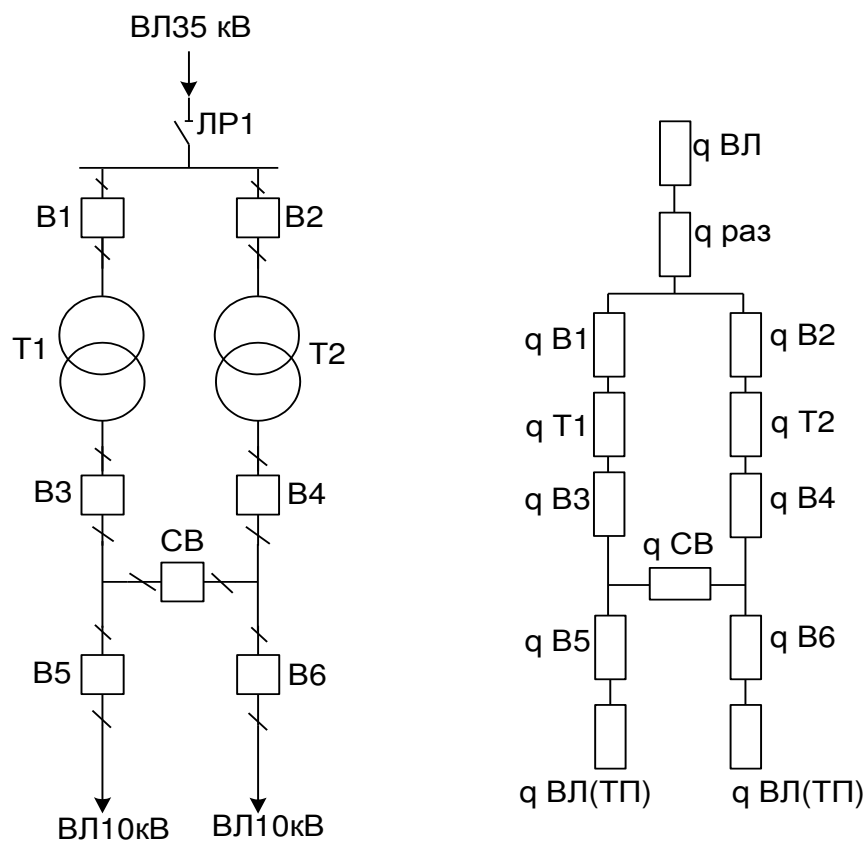 ВЛ35 кВ
ЛР1
В1
В2
Т1
Т2
В3
В4
СВ
В5
В6
ВЛ10кВ
ВЛ10кВ
q ВЛ
q раз
q В1
q В2
q Т1
q Т2
q В3
q В4
q СВ
q В5
q В6
q ВЛ(ТП)
q ВЛ(ТП)